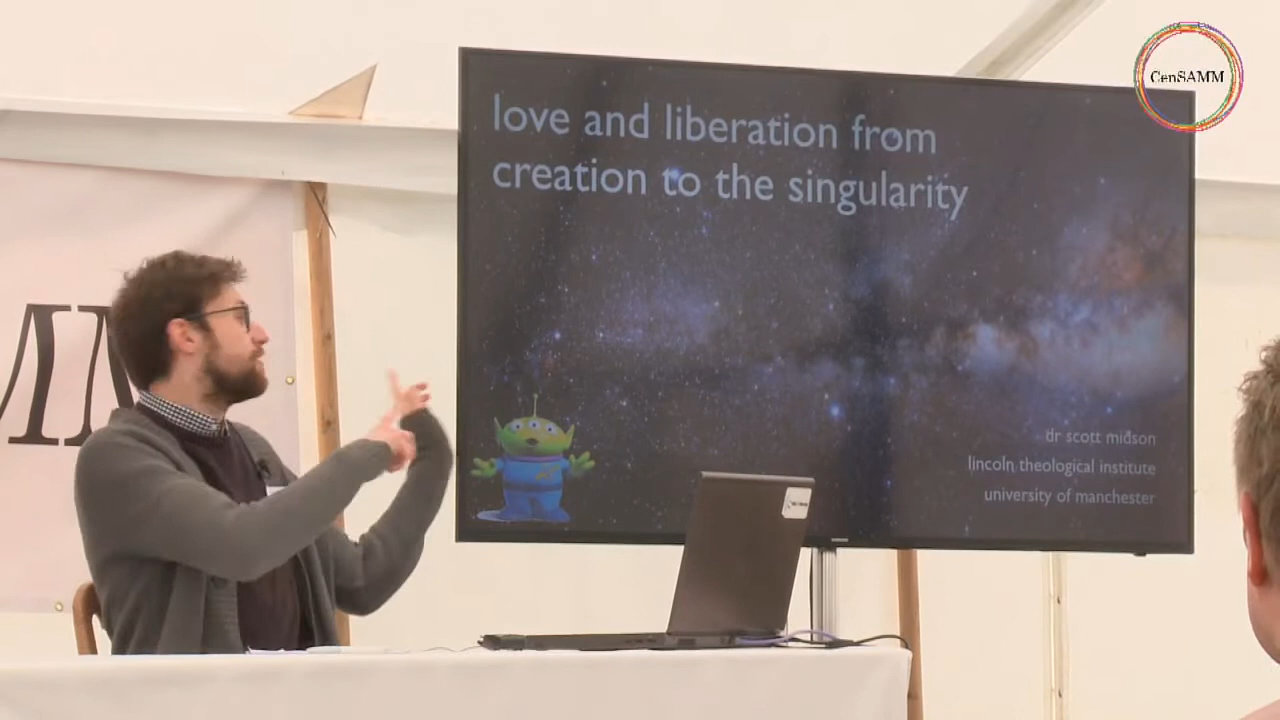 CenSAMM
love and liberation from
creation to the singularity
dr scott midson
lincoln theological institute
university of manchester